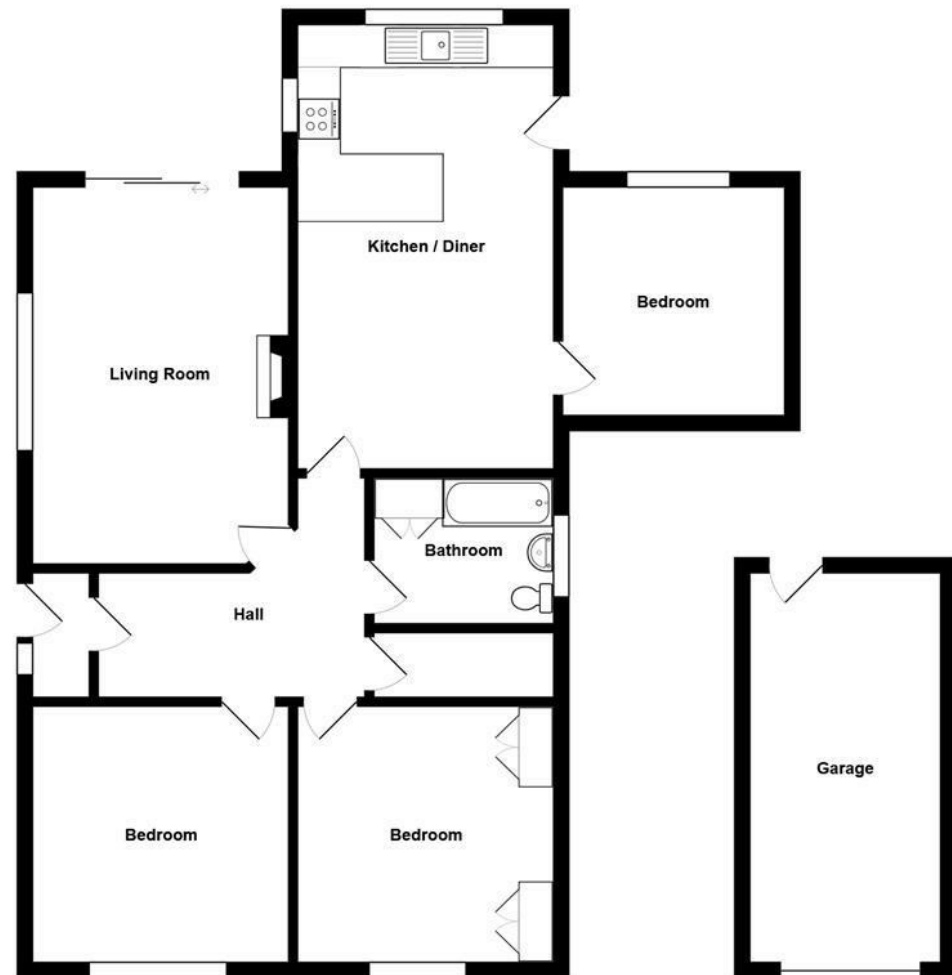 Kitchen / Diner
Bedroom
Living Room
Bathroom
Hall
Garage
Bedroom
Bedroom